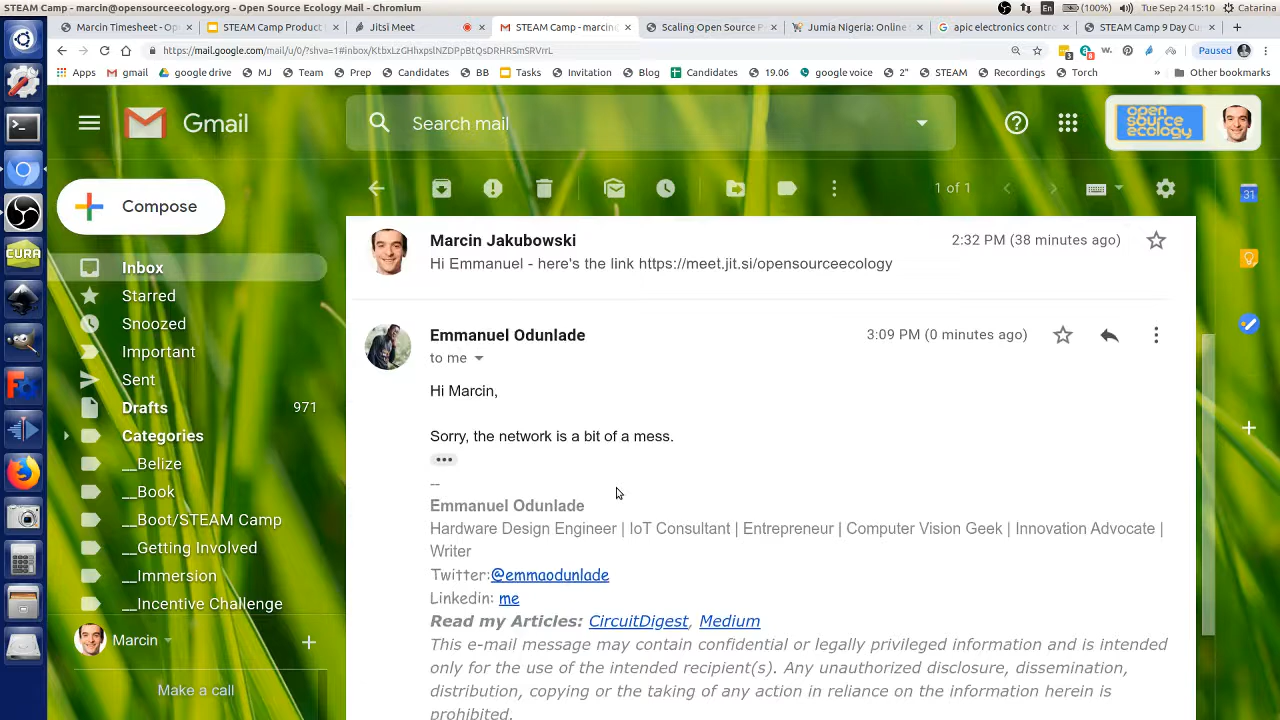 STEAM Camp - marcin@opensourceecology.org - Open Source Ecology Mail - Chromium
En
(100%)
Tue Sep 24 15:10
Catarina
Marcin Timesheet - Op
STEAM Camp Product
Jitsi Meet
STEAM Camp - marcin
Scaling Open Source P
Jumia Nigeria: Online
apic electronics contr
STEAM Camp 9 Day Cu
https://mail.google.com/mail/u/0/?shva=1#inbox/KtbxLzGHlxpslNZDPpBtQsDRHRSmSRVrrL
Paused
Apps
gmail
google drive
MJ
Team
Prep
Candidates
BB
Tasks
Invitation
Blog
Candidates
19.06
google voice
2"
STEAM
Recordings
Torch
»
Other bookmarks
Gmail
Search mail
open
source
ecology
Compose
1 of 1
31
Inbox
Starred
Snoozed
Important
Sent
Drafts 971
Categories
__Belize
__Book
__Boot/STEAM Camp
__Getting Involved
__Immersion
__Incentive Challenge
Marcin
Make a call
CURA
Marcin Jakubowski
2:32 PM (38 minutes ago)
Hi Emmanuel - here's the link https://meet.jit.si/opensourceecology
Emmanuel Odunlade
3:09 PM (0 minutes ago)
to me
Hi Marcin,
Sorry, the network is a bit of a mess.
--
Emmanuel Odunlade
Hardware Design Engineer | IoT Consultant | Entrepreneur | Computer Vision Geek | Innovation Advocate |
Writer
Twitter:@emmaodunlade
Linkedin: me
Read my Articles: CircuitDigest, Medium
This e-mail message may contain confidential or legally privileged information and is intended
only for the use of the intended recipient(s). Any unauthorized disclosure, dissemination,
distribution, copying or the taking of any action in reliance on the information herein is
prohibited.